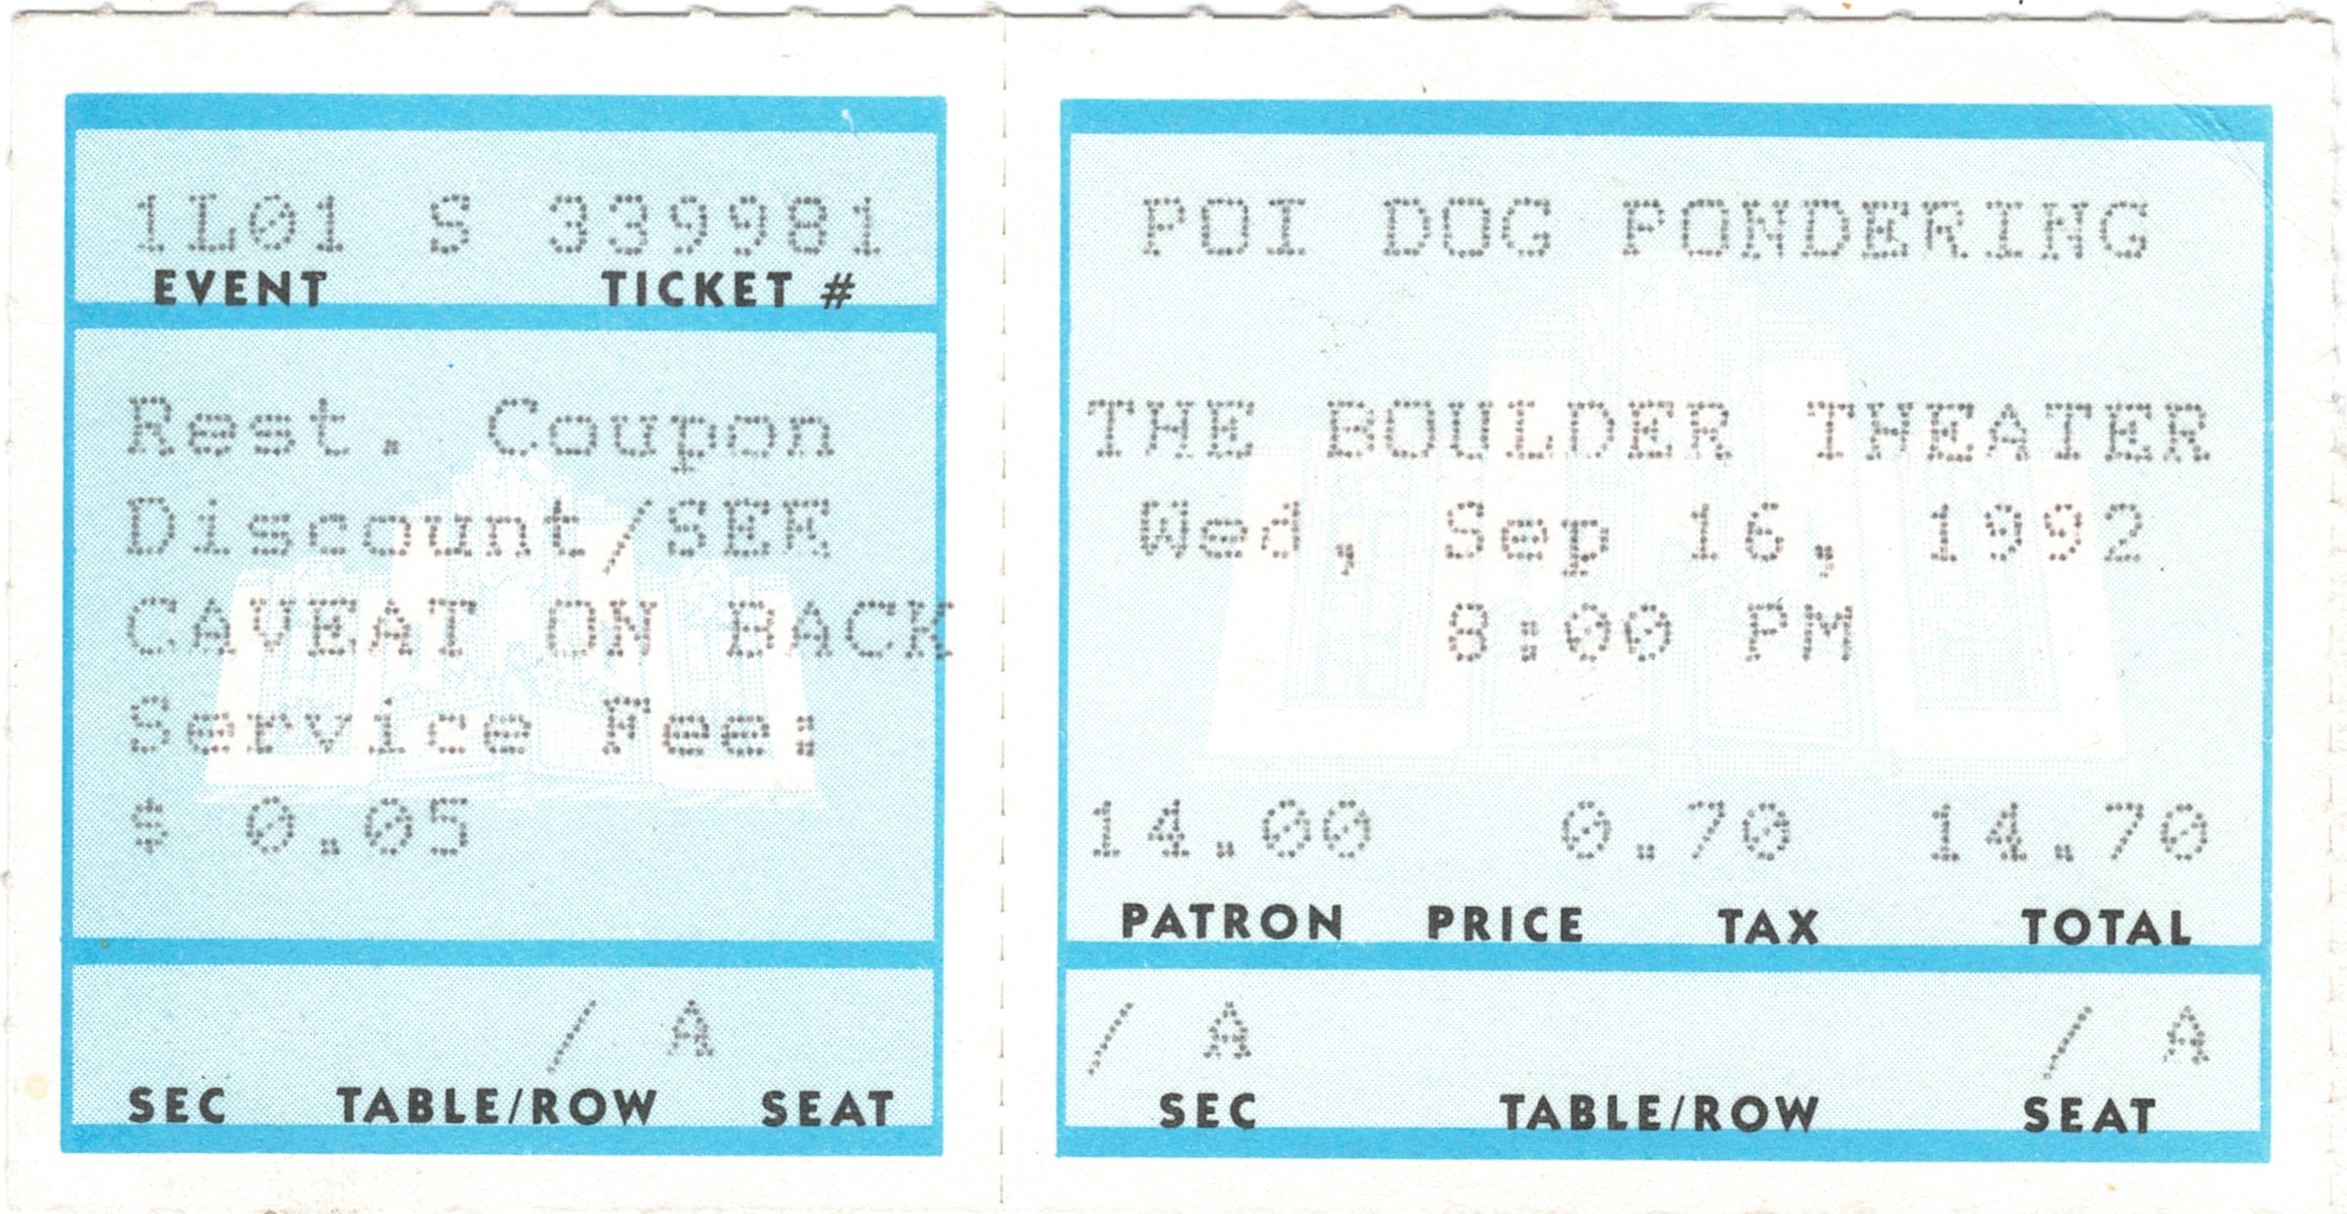 1L01 S 339981
EVENT TICKET #
Rest. Coupon
Discount/SEE
CAVEAT ON BACK
Service Fee:
$ 0.05
/ A
SEC TABLE/ROW SEAT
POI DOG PONDERING
THE BOULDER THEATER
Wed, Sep 16, 1992
8:00 PM
14.00 0.70 14.70
PATRON PRICE TAX TOTAL
/ A / A
SEC TABLE/ROW SEAT